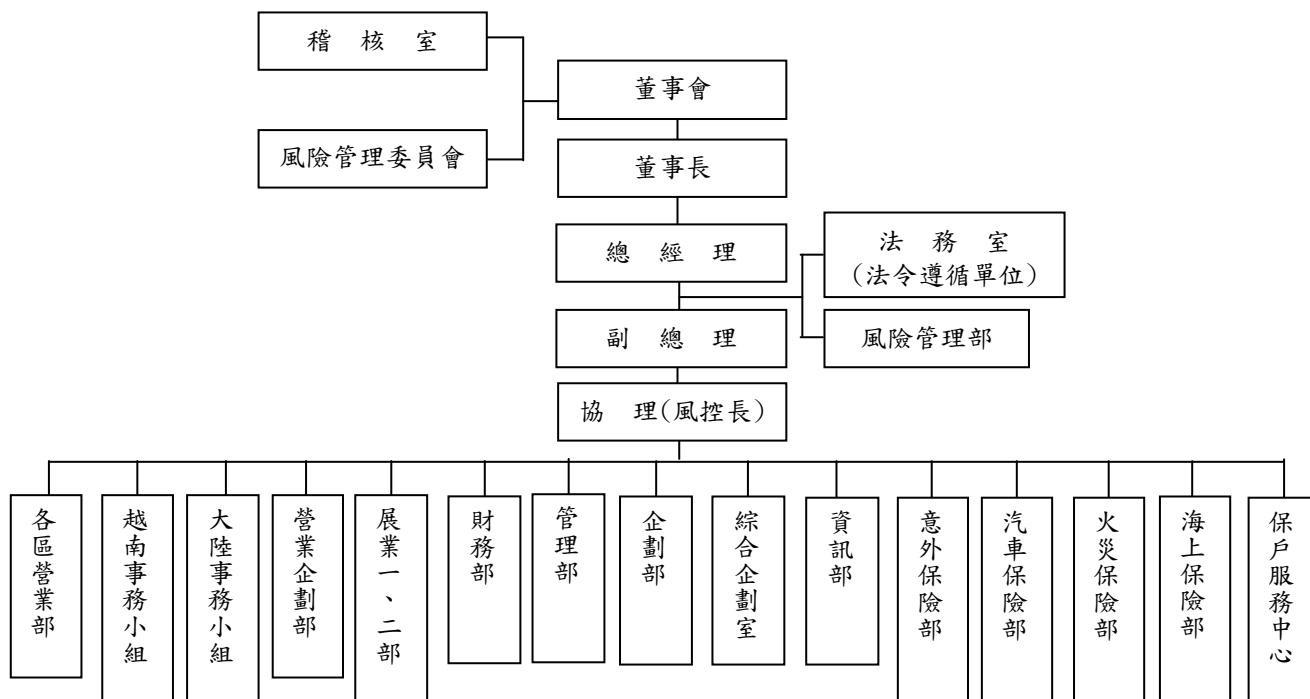 稽核室
董事會
風險管理委員會
董事長
總經理
法務室
(法令遵循單位)
副總理
風險管理部
協 理(風控長)
各區營業部
越南事務小組
大陸事務小組
營業企劃部
展業一、二部
財務部
管理部
企劃部
綜合企劃室
資訊部
意外保險部
汽車保險部
火災保險部
海上保險部
保戶服務中心